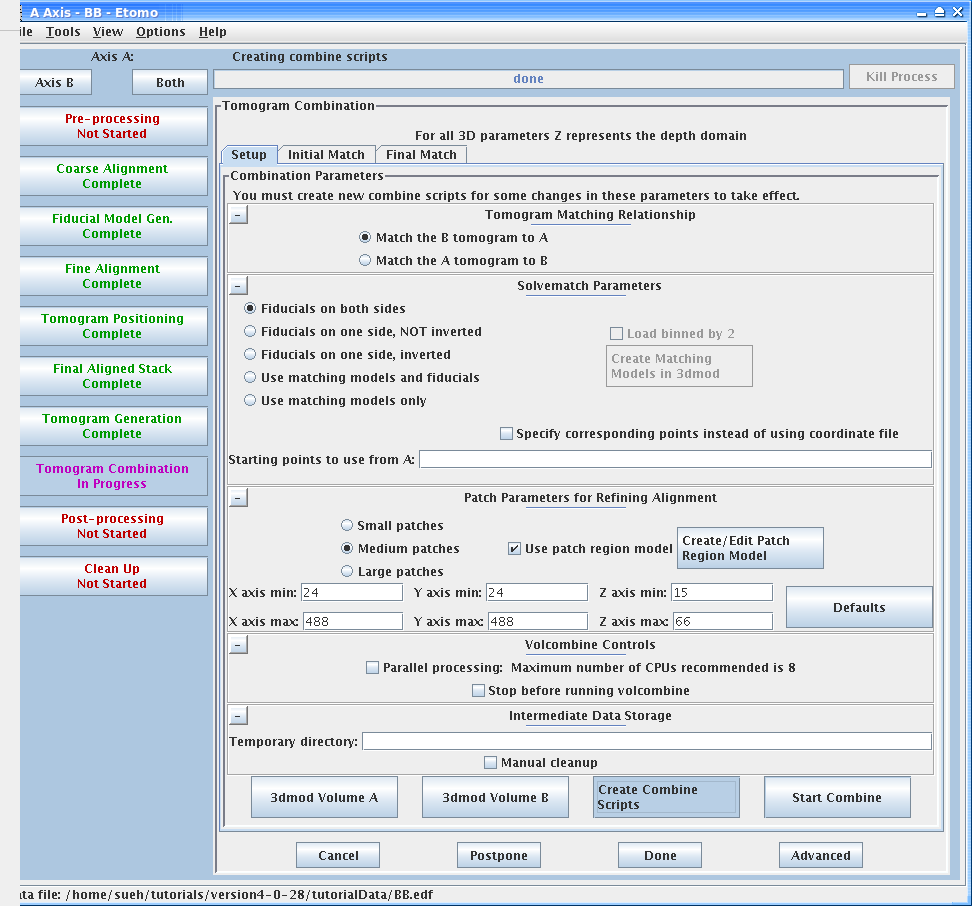 A Axis - BB - Etomo
ile Tools View Options Help
Axis A:
Creating combine scripts
Axis B
Both
done
Kill Process
Pre-processing
Not Started
Coarse Alignment
Complete
Fiducial Model Gen.
Complete
Fine Alignment
Complete
Tomogram Positioning
Complete
Final Aligned Stack
Complete
Tomogram Generation
Complete
Tomogram Combination
In Progress
Post-processing
Not Started
Clean Up
Not Started
Tomogram Combination
For all 3D parameters Z represents the depth domain
Setup Initial Match Final Match
Combination Parameters
You must create new combine scripts for some changes in these parameters to take effect.
Tomogram Matching Relationship
Match the B tomogram to A
Match the A tomogram to B
Solvematch Parameters
Fiducials on both sides
Fiducials on one side, NOT inverted
Fiducials on one side, inverted
Use matching models and fiducials
Use matching models only
Load binned by 2
Create Matching
Models in 3dmod
Specify corresponding points instead of using coordinate file
Starting points to use from A:
Patch Parameters for Refining Alignment
Small patches
Medium patches
Large patches
Use patch region model
Create/Edit Patch
Region Model
X axis min: 24 Y axis min: 24 Z axis min: 15
X axis max: 488 Y axis max: 488 Z axis max: 66
Defaults
Volcombine Controls
Parallel processing: Maximum number of CPUs recommended is 8
Stop before running volcombine
Intermediate Data Storage
Temporary directory:
Manual cleanup
3dmod Volume A
3dmod Volume B
Create Combine
Scripts
Start Combine
Cancel
Postpone
Done
Advanced
ata file: /home/sueh/tutorials/version4-0-28/tutorialData/BB.edf